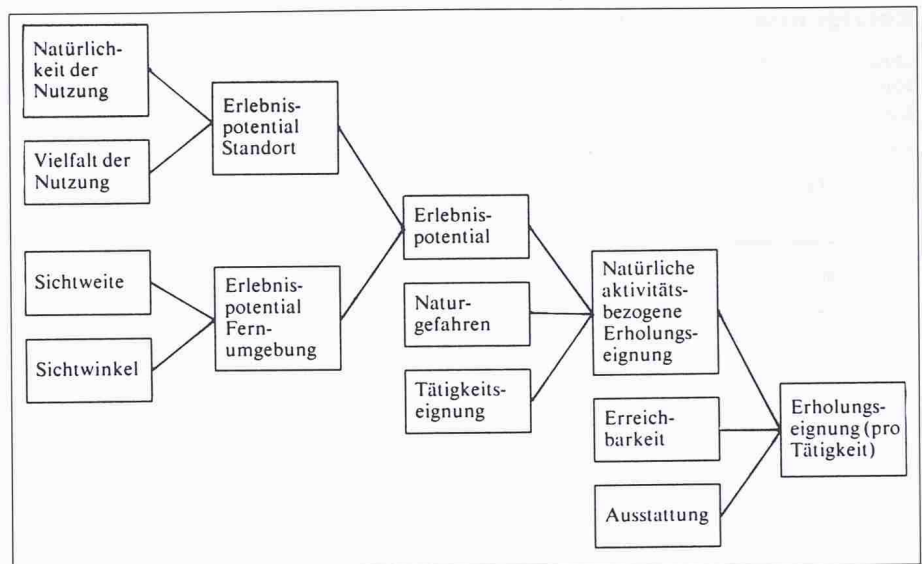 Natürlich-
keit der
Nutzung
Vielfalt der
Nutzung
Erlebnis-
potential
Standort
Sichtweite
Sichtwinkel
Erlebnis-
potential
Fern-
umgebung
Erlebnis-
potential
Natur-
gefahren
Tätigkeits-
eignung
Natürliche
aktivitäts-
bezogene
Erholungs-
eignung
Erreich-
barkeit
Ausstattung
Erholungs-
eignung (pro
Tätigkeit)